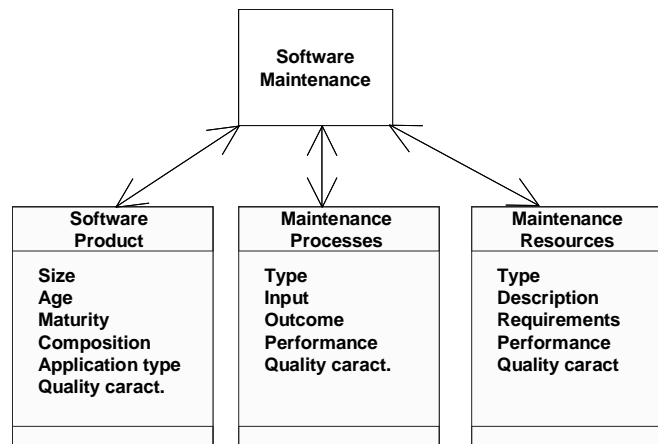 Software
Maintenance
Software
Product
Size
Age
Maturity
Composition
Application type
Quality caract.
Maintenance
Processes
Type
Input
Outcome
Performance
Quality caract.
Maintenance
Resources
Type
Description
Requirements
Performance
Quality caract